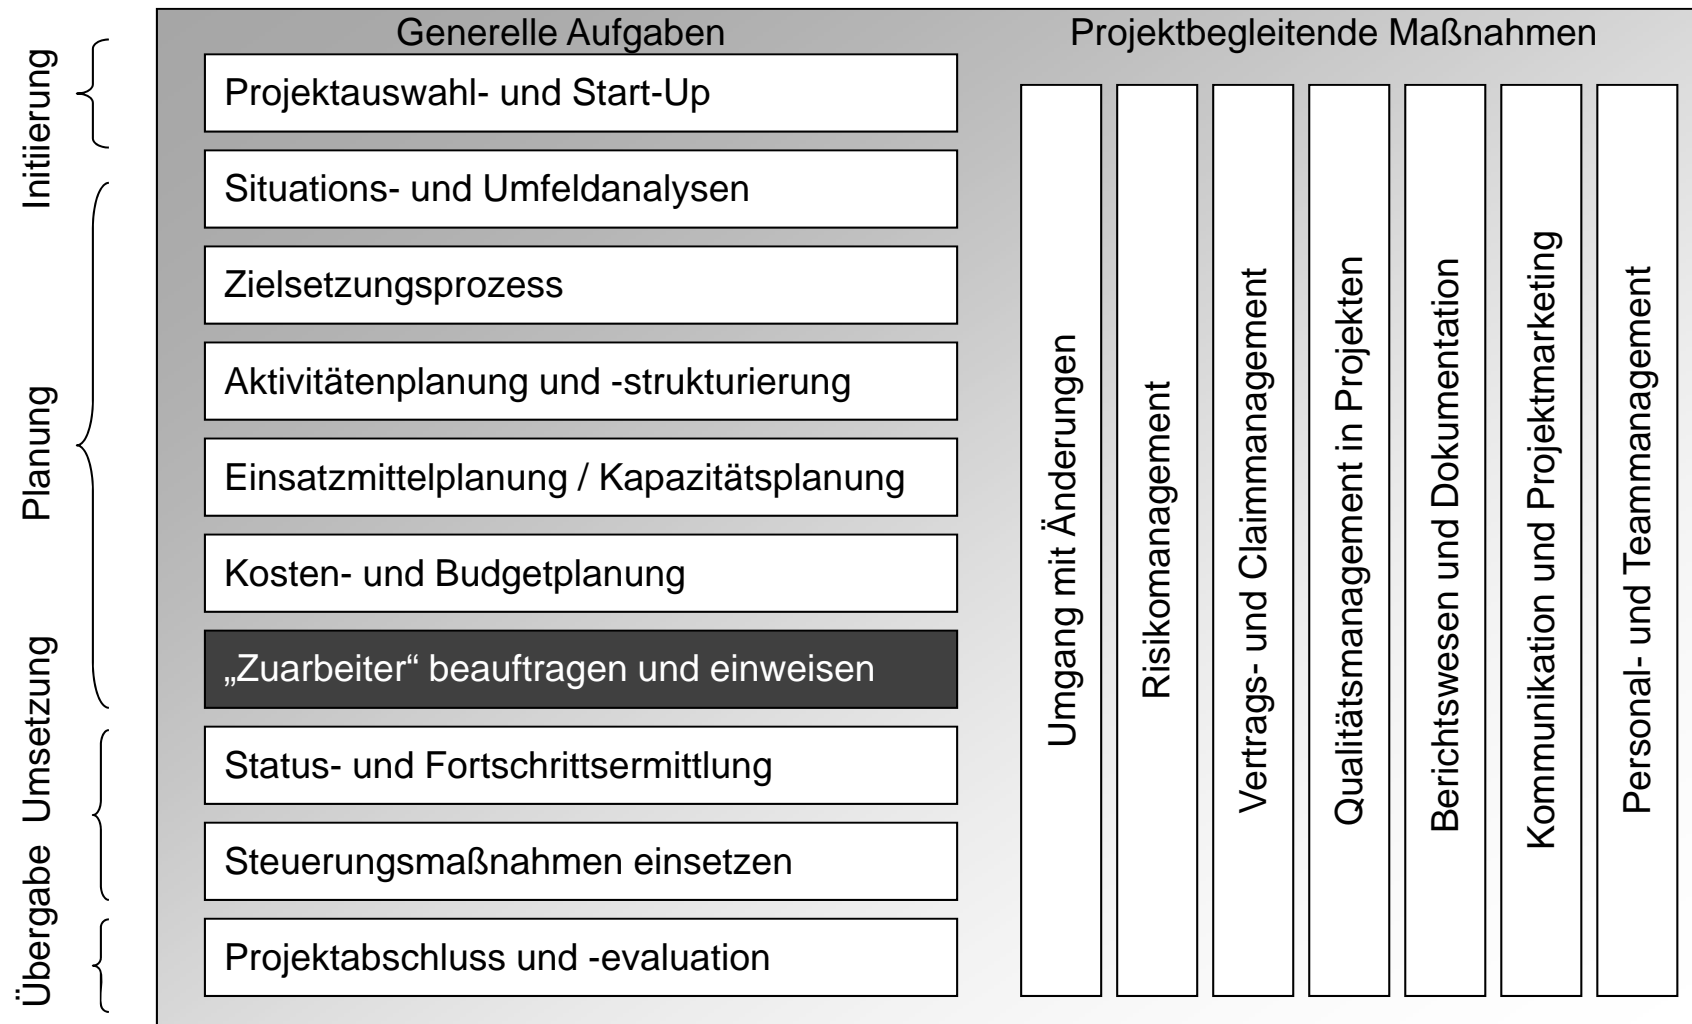 Generelle Aufgaben
Projektbegleitende Maßnahmen
Initiierung
Planung
Umsetzung
Übergabe
Projektauswahl- und Start-Up
Situations- und Umfeldanalysen
Zielsetzungsprozess
Aktivitätenplanung und -strukturierung
Einsatzmittelplanung / Kapazitätsplanung
Kosten- und Budgetplanung
„Zuarbeiter“ beauftragen und einweisen
Status- und Fortschrittsermittlung
Steuerungsmaßnahmen einsetzen
Projektabschluss und -evaluation
Umgang mit Änderungen
Risikomanagement
Vertrags- und Claimmanagement
Qualitätsmanagement in Projekten
Berichtswesen und Dokumentation
Kommunikation und Projektmarketing
Personal- und Teammanagement